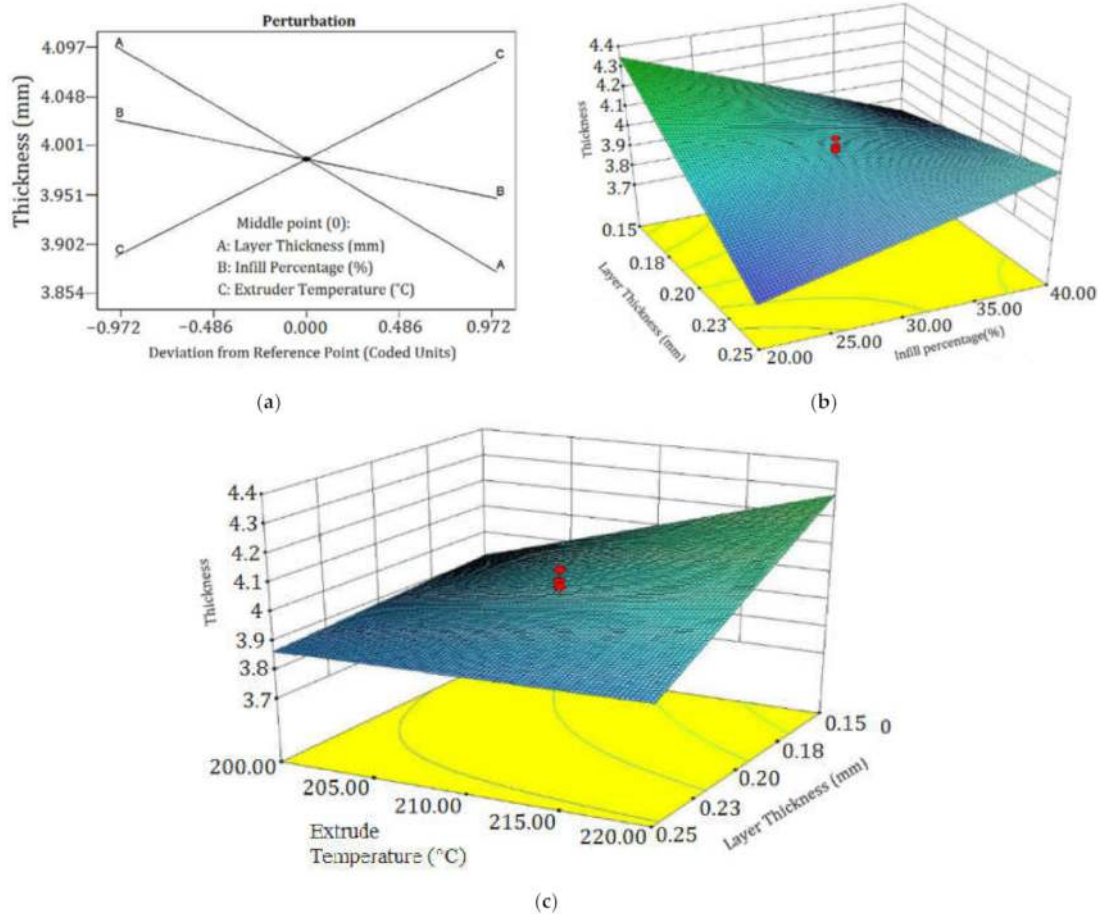 Perturbation
Thickness (mm)
4.097
4.048
4.001
3.951
3.902
3.854
A
B
C
C
B
A
Middle point (0):
A: Layer Thickness (mm)
B: Infill Percentage (%)
C: Extruder Temperature (°C)
−0.972
−0.486
0.000
0.486
0.972
Deviation from Reference Point (Coded Units)
(a)
Thickness
4.4
4.3
4.2
4.1
4
3.9
3.8
3.7
0.15
0.18
0.20
0.23
0.25
Layer Thickness (mm)
20.00
25.00
30.00
35.00
40.00
Infill percentage(%)
(b)
Thickness
4.4
4.3
4.2
4.1
4
3.9
3.8
3.7
200.00
205.00
210.00
215.00
220.00
Extrude
Temperature (°C)
0.25
0.23
0.20
0.18
0.15
0
Layer Thickness (mm)
(c)